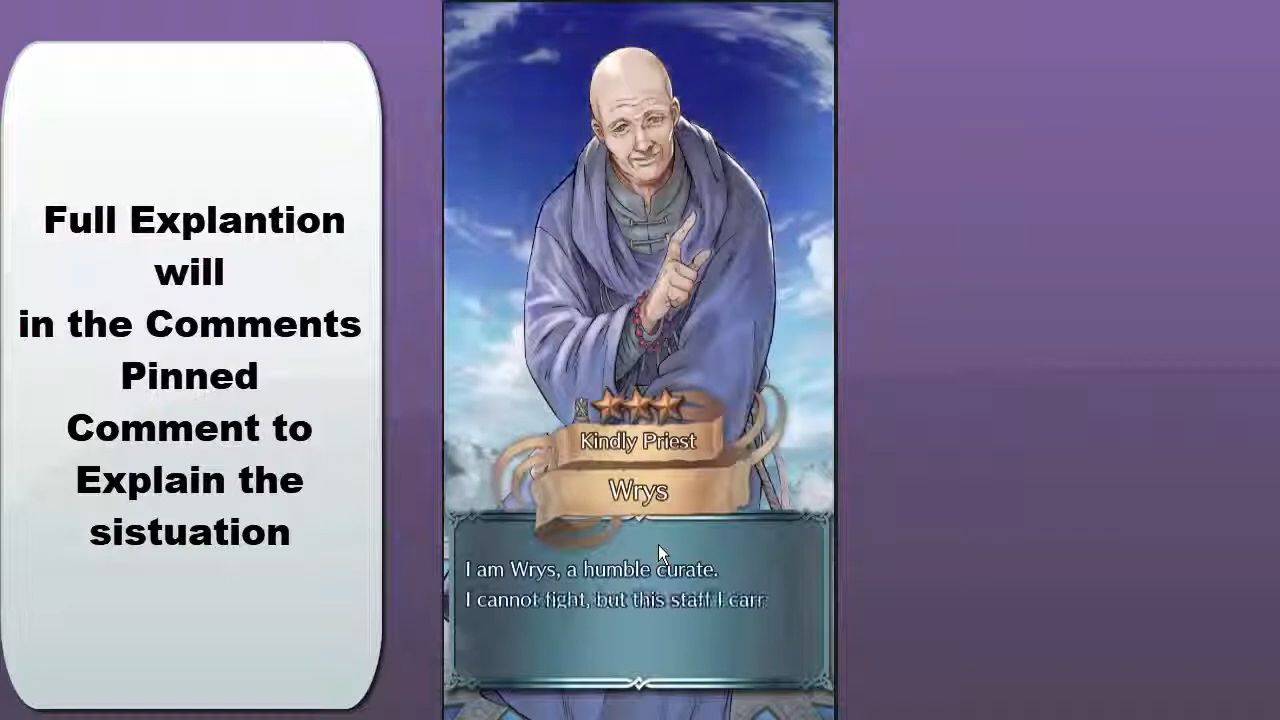 Full Explantion
will
in the Comments
Pinned
Comment to
Explain the
sistuation
Kindly Priest
Wrys
I am Wrys, a humble curate.
I cannot fight, but this staff I carr